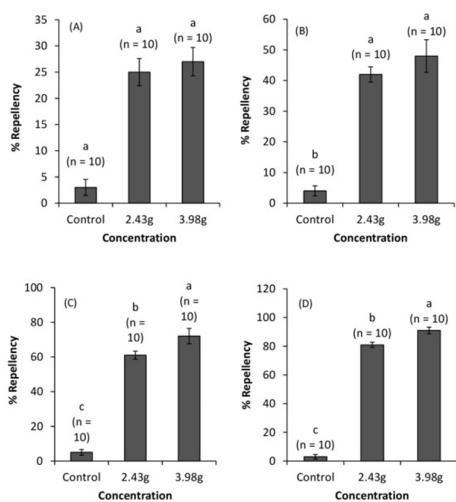 (A)
% Repellency
35
30
25
20
15
10
5
0
a
(n = 10)
a
(n = 10)
a
(n = 10)
Control 2.43g 3.98g
Concentration
(B)
% Repellency
60
50
40
30
20
10
0
b
(n = 10)
a
(n = 10)
a
(n = 10)
Control 2.43g 3.98g
Concentration
(C)
% Repellency
100
80
60
40
20
0
c
(n =
10)
b
(n =
10)
a
(n =
10)
Control 2.43g 3.98g
Concentration
(D)
% Repellency
120
100
80
60
40
20
0
c
(n = 10)
b
(n = 10)
a
(n = 10)
Control 2.43g 3.98g
Concentration